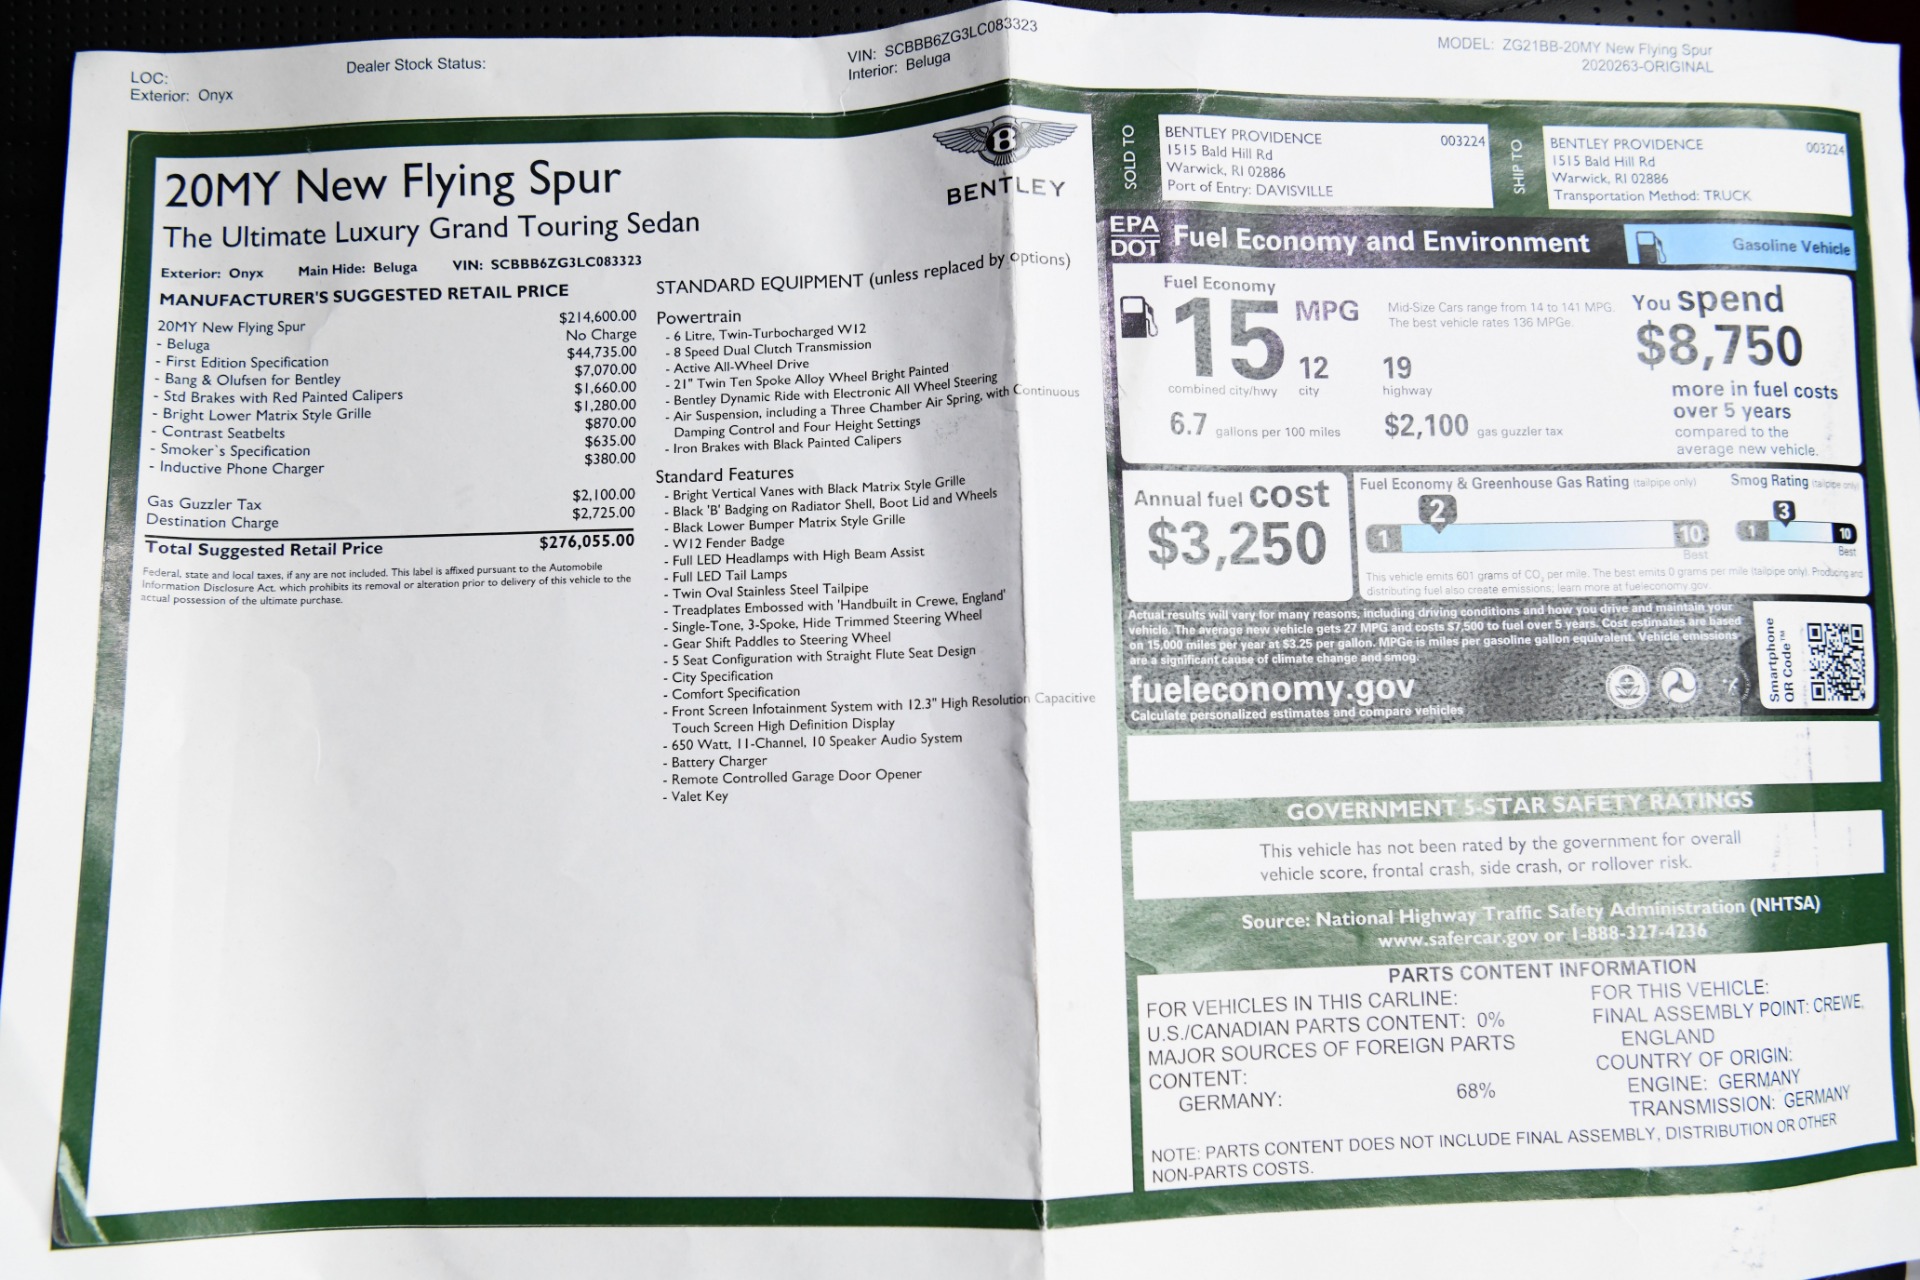 LOC:
Exterior: Onyx
Dealer Stock Status:
VIN: SCBBB6ZG3LC083323
Interior: Beluga
MODEL: ZG21BB-20MY New Flying Spur
2020263-ORIGINAL
20MY New Flying Spur
The Ultimate Luxury Grand Touring Sedan
B
BENTLEY
Exterior: Onyx Main Hide: Beluga VIN: SCBBB6ZG3LC083323
MANUFACTURER'S SUGGESTED RETAIL PRICE
20MY New Flying Spur $214,600.00
- Beluga No Charge
- First Edition Specification $44,735.00
- Bang & Olufsen for Bentley $7,070.00
- Std Brakes with Red Painted Calipers $1,660.00
- Bright Lower Matrix Style Grille $1,280.00
- Contrast Seatbelts $870.00
- Smoker`s Specification $635.00
- Inductive Phone Charger $380.00
Gas Guzzler Tax $2,100.00
Destination Charge $2,725.00
Total Suggested Retail Price $276,055.00
Federal, state and local taxes, if any are not included. This label is affixed pursuant to the Automobile
Information Disclosure Act. which prohibits its removal or alteration prior to delivery of this vehicle to the
actual possession of the ultimate purchase.
STANDARD EQUIPMENT (unless replaced by options)
Powertrain
- 6 Litre, Twin-Turbocharged W12
- 8 Speed Dual Clutch Transmission
- Active All-Wheel Drive
- 21" Twin Ten Spoke Alloy Wheel Bright Painted
- Bentley Dynamic Ride with Electronic All Wheel Steering
- Air Suspension, including a Three Chamber Air Spring, with Continuous
Damping Control and Four Height Settings
- Iron Brakes with Black Painted Calipers
Standard Features
- Bright Vertical Vanes with Black Matrix Style Grille
- Black 'B' Badging on Radiator Shell, Boot Lid and Wheels
- Black Lower Bumper Matrix Style Grille
- W12 Fender Badge
- Full LED Headlamps with High Beam Assist
- Full LED Tail Lamps
- Twin Oval Stainless Steel Tailpipe
- Treadplates Embossed with 'Handbuilt in Crewe, England'
- Single-Tone, 3-Spoke, Hide Trimmed Steering Wheel
- Gear Shift Paddles to Steering Wheel
- 5 Seat Configuration with Straight Flute Seat Design
- City Specification
- Comfort Specification
- Front Screen Infotainment System with 12.3" High Resolution Capacitive
Touch Screen High Definition Display
- 650 Watt, 11-Channel, 10 Speaker Audio System
- Battery Charger
- Remote Controlled Garage Door Opener
- Valet Key
SOLD TO
BENTLEY PROVIDENCE 003224
1515 Bald Hill Rd
Warwick, RI 02886
Port of Entry: DAVISVILLE
SHIP TO
BENTLEY PROVIDENCE 003224
1515 Bald Hill Rd
Warwick, RI 02886
Transportation Method: TRUCK
EPA
DOT
Fuel Economy and Environment
Gasoline Vehicle
Fuel Economy
15 MPG
combined city/hwy
12
city
19
highway
Mid-Size Cars range from 14 to 141 MPG.
The best vehicle rates 136 MPGe.
6.7 gallons per 100 miles
$2,100 gas guzzler tax
You spend
$8,750
more in fuel costs
over 5 years
compared to the
average new vehicle.
Annual fuel cost
$3,250
Fuel Economy & Greenhouse Gas Rating (tailpipe only)
2
1 10
Best
Smog Rating (tailpipe only)
3
1 10
Best
This vehicle emits 601 grams of CO₂ per mile. The best emits 0 grams per mile (tailpipe only). Producing and
distributing fuel also create emissions; learn more at fueleconomy.gov.
Actual results will vary for many reasons, including driving conditions and how you drive and maintain your
vehicle. The average new vehicle gets 27 MPG and costs $7,500 to fuel over 5 years. Cost estimates are based
on 15,000 miles per year at $3.25 per gallon. MPGe is miles per gasoline gallon equivalent. Vehicle emissions
are a significant cause of climate change and smog.
fueleconomy.gov
Calculate personalized estimates and compare vehicles
Smartphone
QR Code™
GOVERNMENT 5-STAR SAFETY RATINGS
This vehicle has not been rated by the government for overall
vehicle score, frontal crash, side crash, or rollover risk.
Source: National Highway Traffic Safety Administration (NHTSA)
www.safercar.gov or 1-888-327-4236
PARTS CONTENT INFORMATION
FOR VEHICLES IN THIS CARLINE:
U.S./CANADIAN PARTS CONTENT: 0%
MAJOR SOURCES OF FOREIGN PARTS
CONTENT:
GERMANY: 68%
FOR THIS VEHICLE:
FINAL ASSEMBLY POINT: CREWE,
ENGLAND
COUNTRY OF ORIGIN:
ENGINE: GERMANY
TRANSMISSION: GERMANY
NOTE: PARTS CONTENT DOES NOT INCLUDE FINAL ASSEMBLY, DISTRIBUTION OR OTHER
NON-PARTS COSTS.